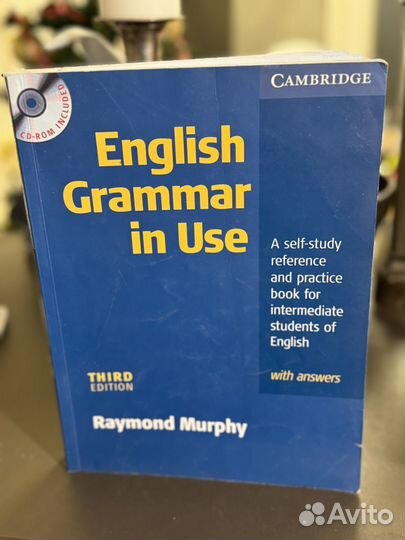 CD-ROM INCLUDED
CAMBRIDGE
English
Grammar
in Use
A self-study
reference
and practice
book for
intermediate
students of
English
with answers
THIRD
EDITION
Raymond Murphy
Avito